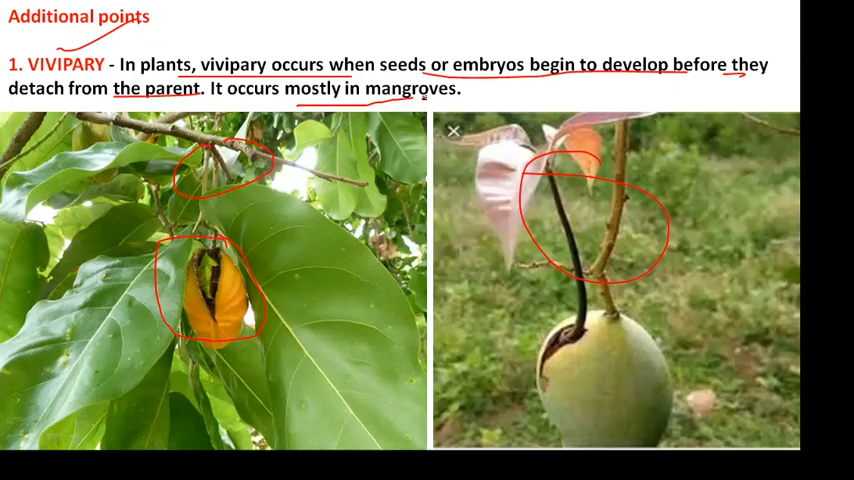 Additional points
1. VIVIPARY - In plants, vivipary occurs when seeds or embryos begin to develop before they
detach from the parent. It occurs mostly in mangroves.